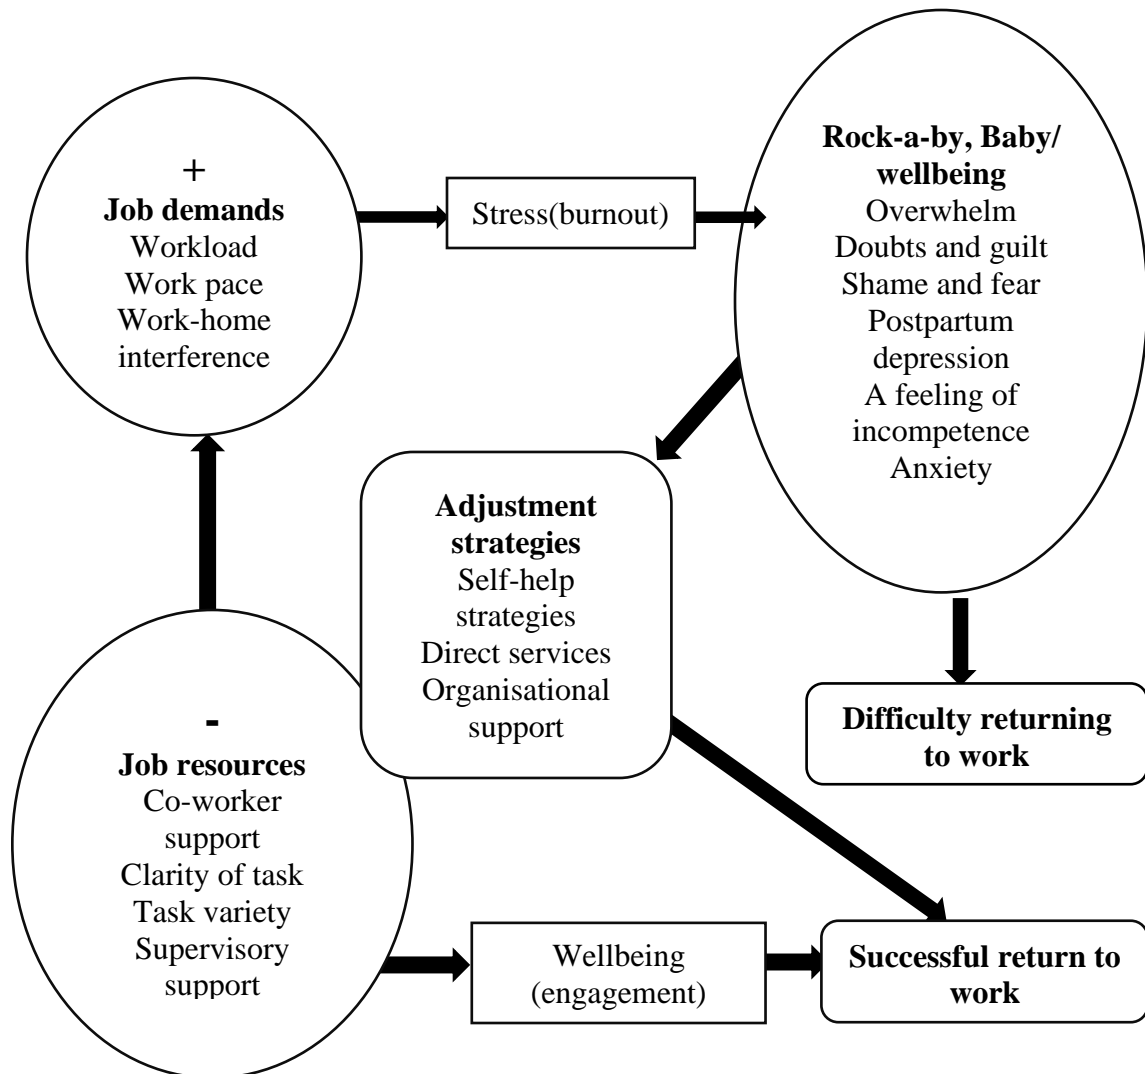 +
Job demands
Workload
Work pace
Work-home
interference
Stress(burnout)
Rock-a-by, Baby/
wellbeing
Overwhelm
Doubts and guilt
Shame and fear
Postpartum
depression
A feeling of
incompetence
Anxiety
Adjustment
strategies
Self-help
strategies
Direct services
Organisational
support
Difficulty returning
to work
-
Job resources
Co-worker
support
Clarity of task
Task variety
Supervisory
support
Wellbeing
(engagement)
Successful return to
work